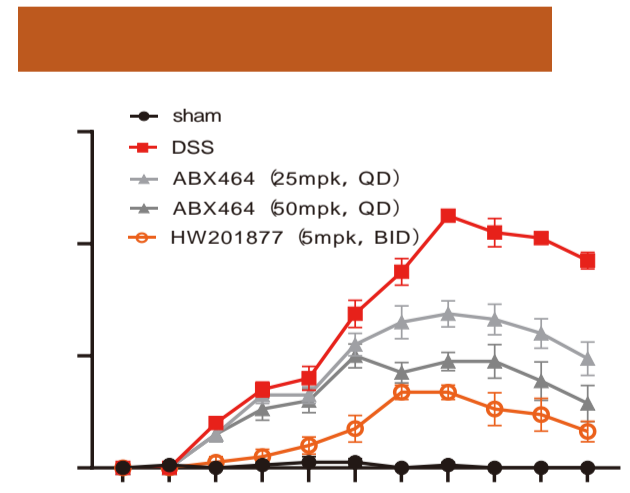 sham
DSS
ABX464 (25mpk, QD)
ABX464 (50mpk, QD)
HW201877 (5mpk, BID)